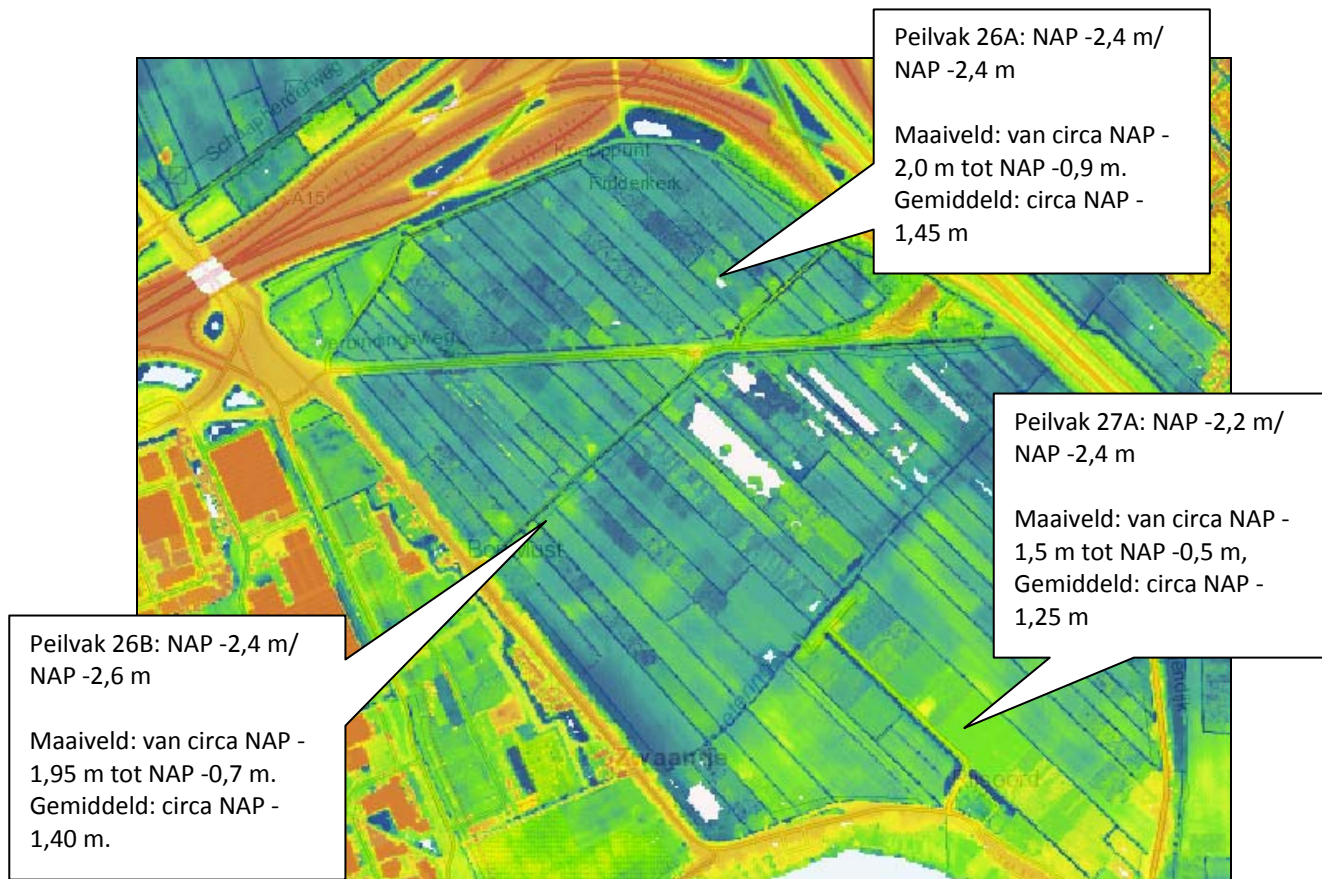 Peilvak 26A: NAP -2,4 m/
NAP -2,4 m
Maaiveld: van circa NAP -
2,0 m tot NAP -0,9 m.
Gemiddeld: circa NAP -
1,45 m
Schaapherderweg
A15
Knooppunt
Ridderkerk
Verbindingsweg
Peilvak 27A: NAP -2,2 m/
NAP -2,4 m
Maaiveld: van circa NAP -
1,5 m tot NAP -0,5 m,
Gemiddeld: circa NAP -
1,25 m
Peilvak 26B: NAP -2,4 m/
NAP -2,6 m
Maaiveld: van circa NAP -
1,95 m tot NAP -0,7 m.
Gemiddeld: circa NAP -
1,40 m.